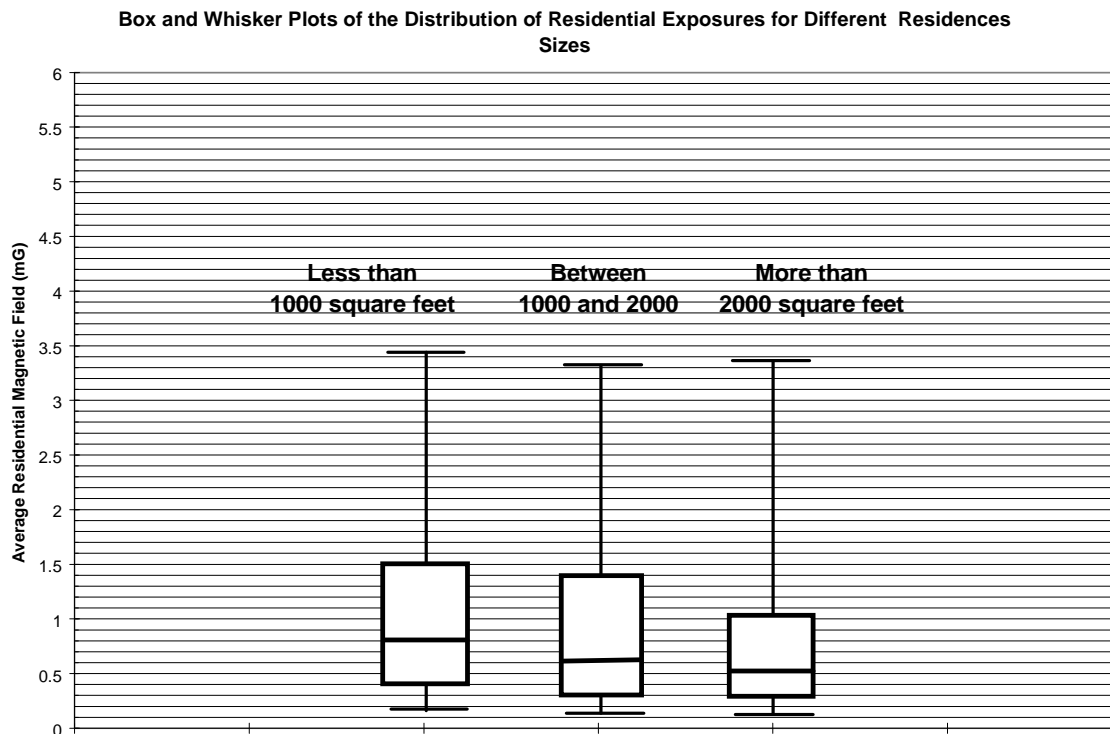 Box and Whisker Plots of the Distribution of Residential Exposures for Different Residences
Sizes
Average Residential Magnetic Field (mG)
6
5.5
5
4.5
4
3.5
3
2.5
2
1.5
1
0.5
0
Less than
1000 square feet
Between
1000 and 2000
More than
2000 square feet